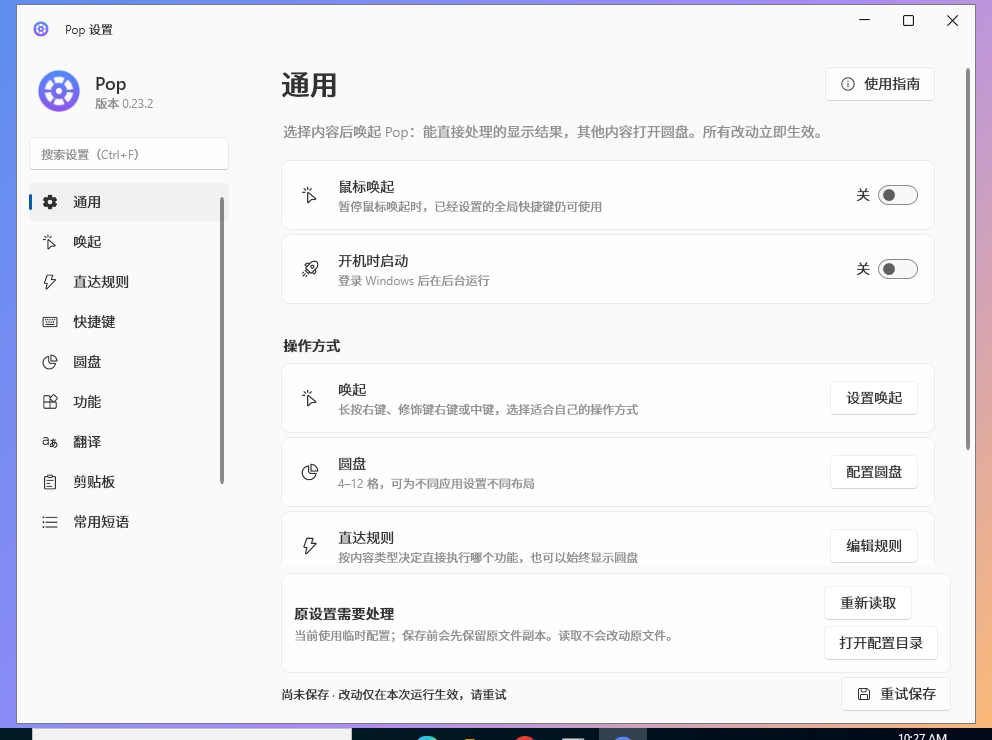 Pop 设置
Pop
版本 0.23.2
搜索设置（Ctrl+F）
通用
唤起
直达规则
快捷键
圆盘
功能
翻译
剪贴板
常用短语
通用
使用指南
选择内容后唤起 Pop：能直接处理的显示结果，其他内容打开圆盘。所有改动立即生效。
鼠标唤起
暂停鼠标唤起时，已经设置的全局快捷键仍可使用
关
开机时启动
登录 Windows 后在后台运行
关
操作方式
唤起
长按右键、修饰键右键或中键，选择适合自己的操作方式
设置唤起
圆盘
4–12 格，可为不同应用设置不同布局
配置圆盘
直达规则
按内容类型决定直接执行哪个功能，也可以始终显示圆盘
编辑规则
原设置需要处理
当前使用临时配置；保存前会先保留原文件副本。读取不会改动原文件。
重新读取
打开配置目录
尚未保存 · 改动仅在本次运行生效，请重试
重试保存
10:27 AM